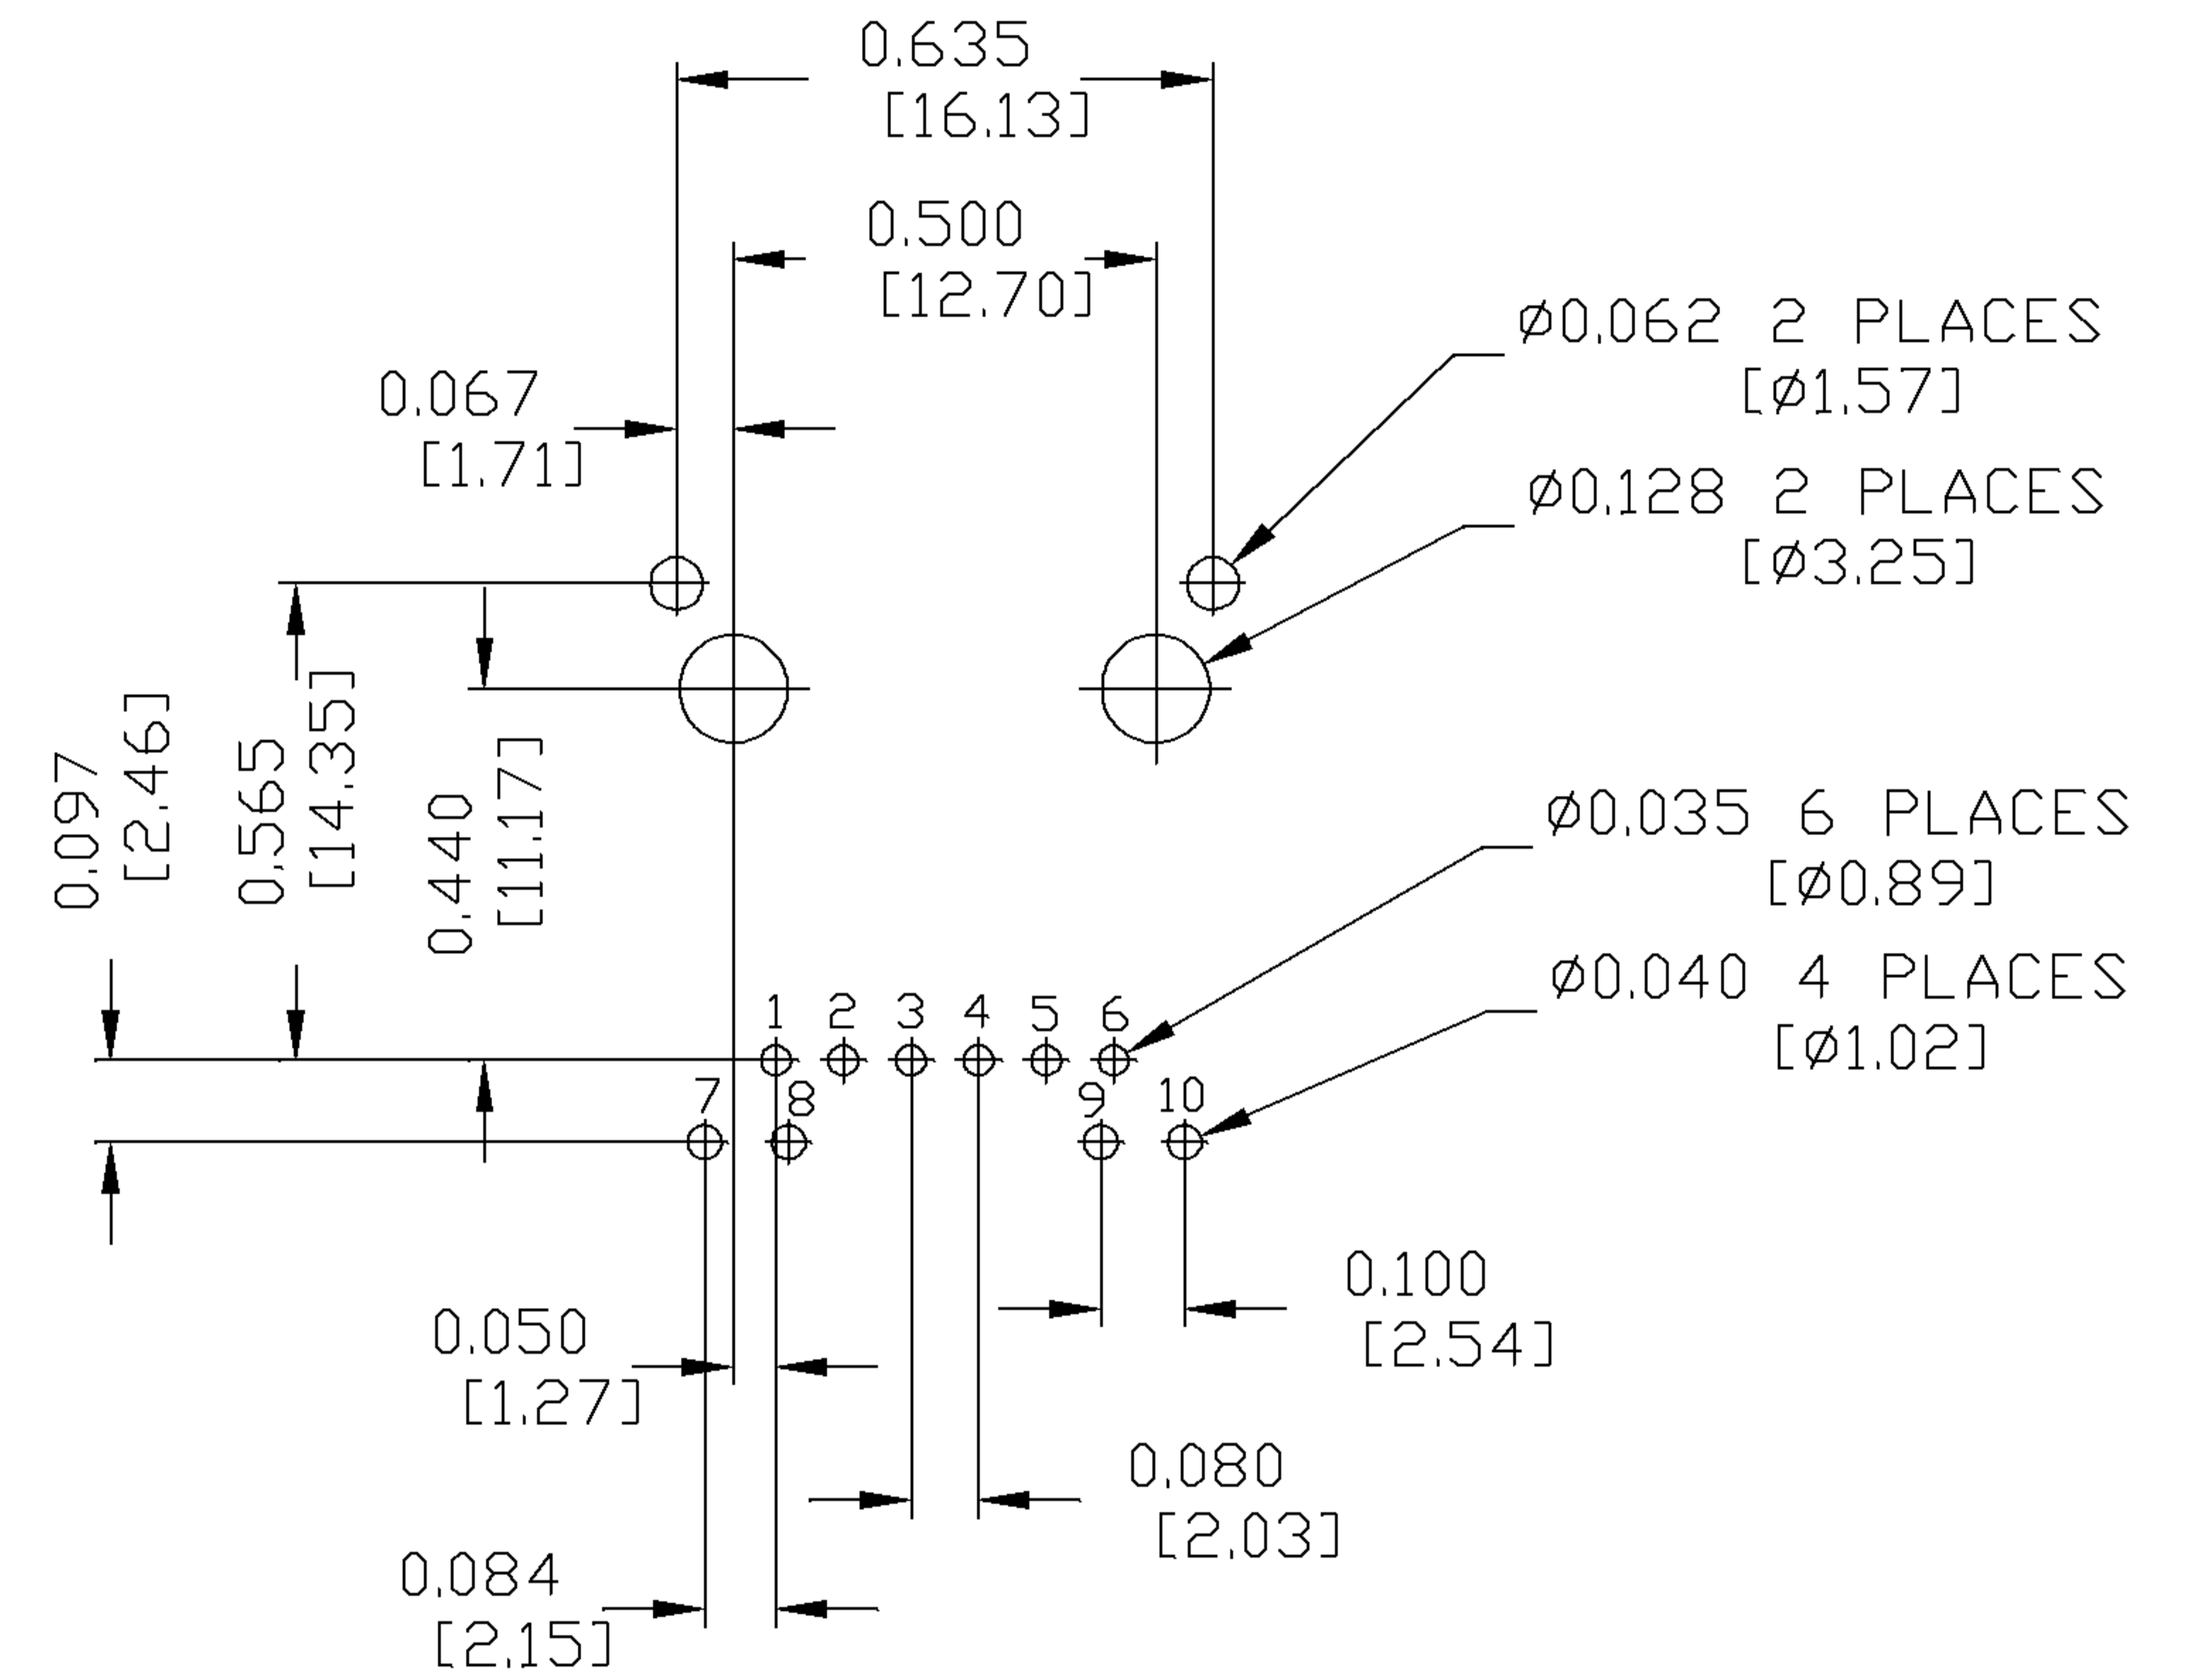 0.635
[16.13]
0.500
[12.70]
Ø0.062 2 PLACES
[Ø1.57]
0.067
[1.71]
Ø0.128 2 PLACES
[Ø3.25]
0.097
[2.46]
0.565
[14.35]
0.440
[11.17]
Ø0.035 6 PLACES
[Ø0.89]
Ø0.040 4 PLACES
[Ø1.02]
1 2 3 4 5 6
7 8 9 10
0.100
[2.54]
0.050
[1.27]
0.080
[2.03]
0.084
[2.15]